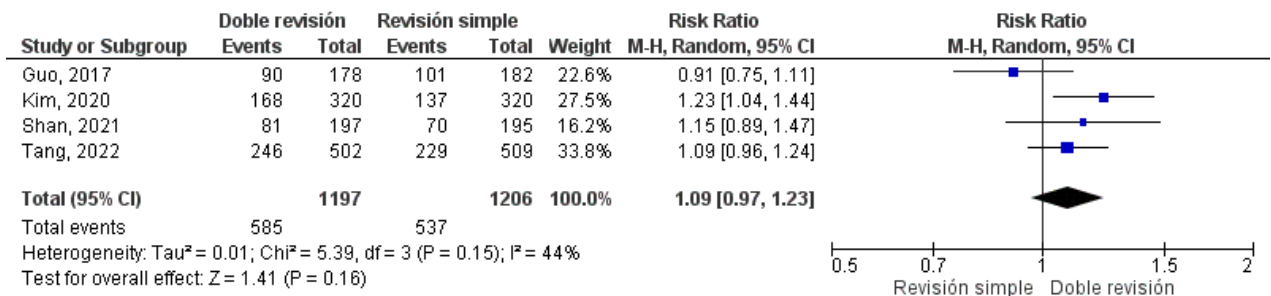 Doble revisión Revisión simple Risk Ratio Risk Ratio
Study or Subgroup Events Total Events Total Weight M-H, Random, 95% CI M-H, Random, 95% CI
Guo, 2017 90 178 101 182 22.6% 0.91 [0.75, 1.11]
Kim, 2020 168 320 137 320 27.5% 1.23 [1.04, 1.44]
Shan, 2021 81 197 70 195 16.2% 1.15 [0.89, 1.47]
Tang, 2022 246 502 229 509 33.8% 1.09 [0.96, 1.24]
Total (95% CI) 1197 1206 100.0% 1.09 [0.97, 1.23]
Total events 585 537
Heterogeneity: Tau² = 0.01; Chi² = 5.39, df = 3 (P = 0.15); I² = 44%
Test for overall effect: Z = 1.41 (P = 0.16)
0.5 0.7 1 1.5 2
Revisión simple Doble revisión